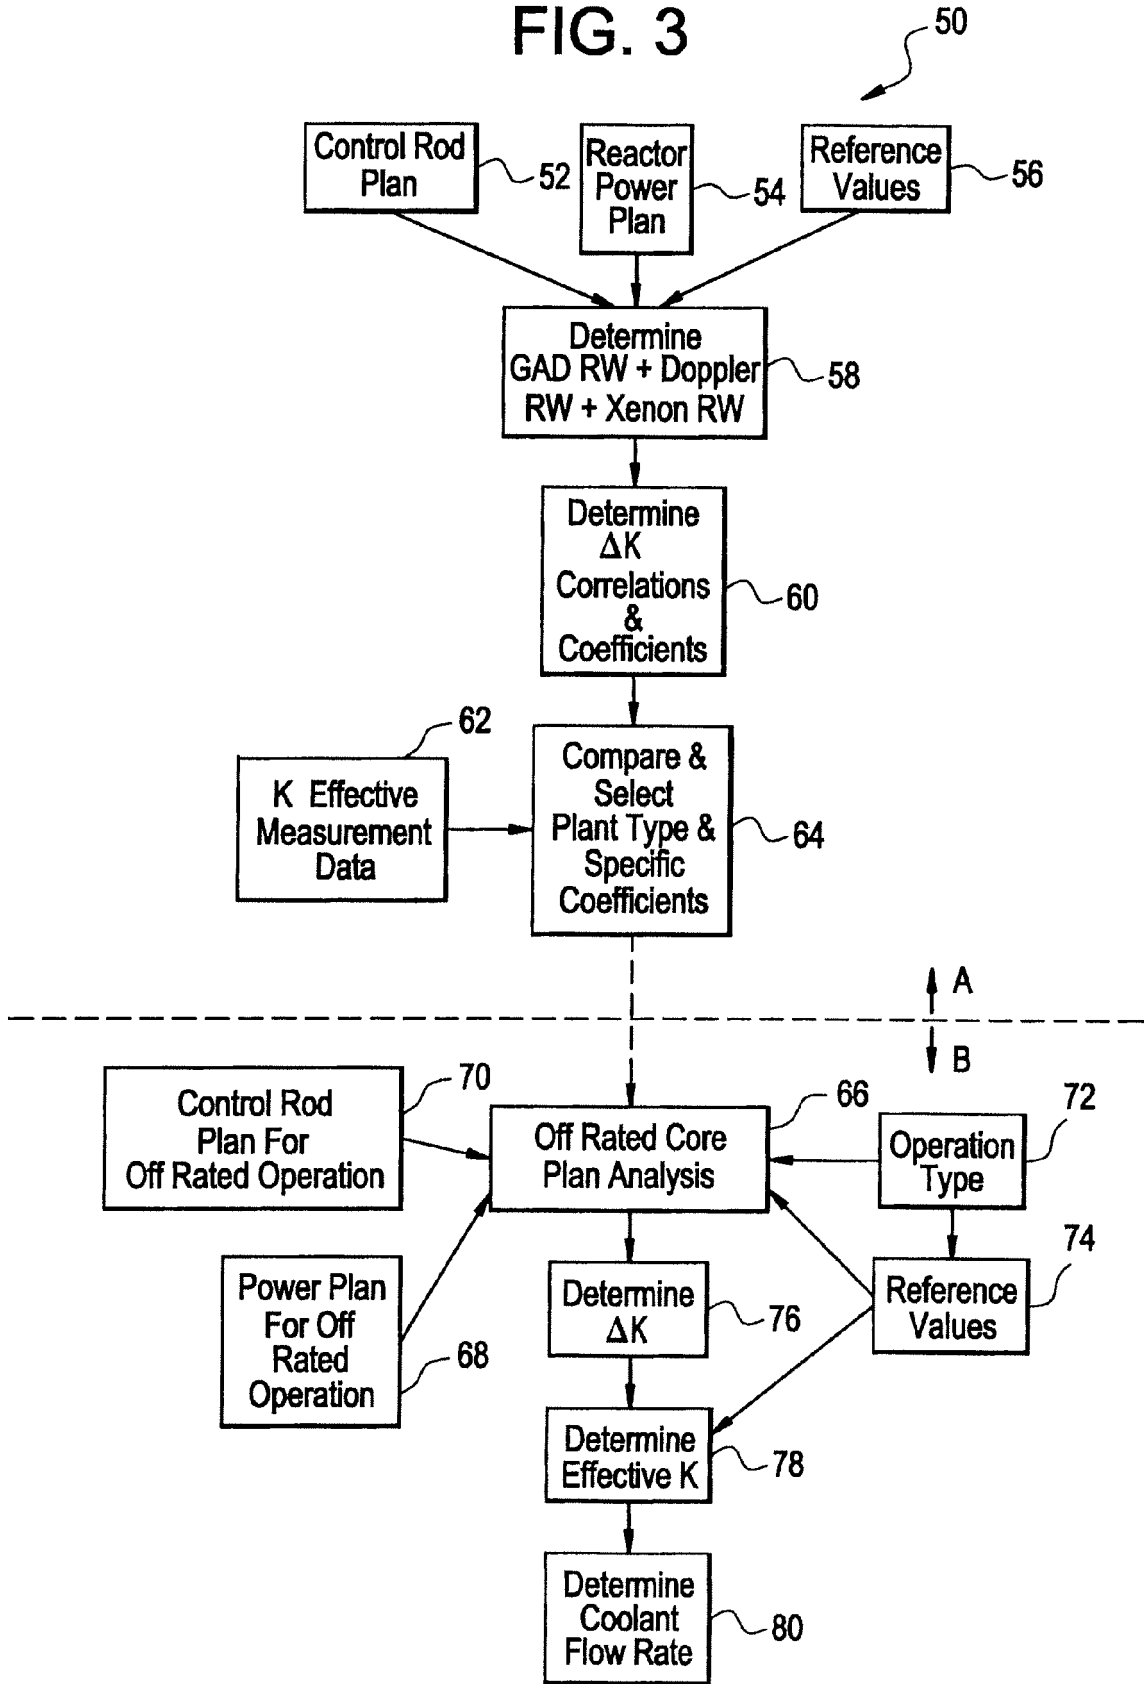 FIG. 3
50
Control Rod
Plan
52
Reactor
Power
Plan
54
Reference
Values
56
Determine
GAD RW + Doppler
RW + Xenon RW
58
Determine
ΔK
Correlations
&
Coefficients
60
62
K Effective
Measurement
Data
Compare &
Select
Plant Type &
Specific
Coefficients
64
A
B
70
Control Rod
Plan For
Off Rated Operation
66
Off Rated Core
Plan Analysis
72
Operation
Type
74
Reference
Values
Power Plan
For Off
Rated
Operation
68
Determine
ΔK
76
Determine
Effective K
78
Determine
Coolant
Flow Rate
80